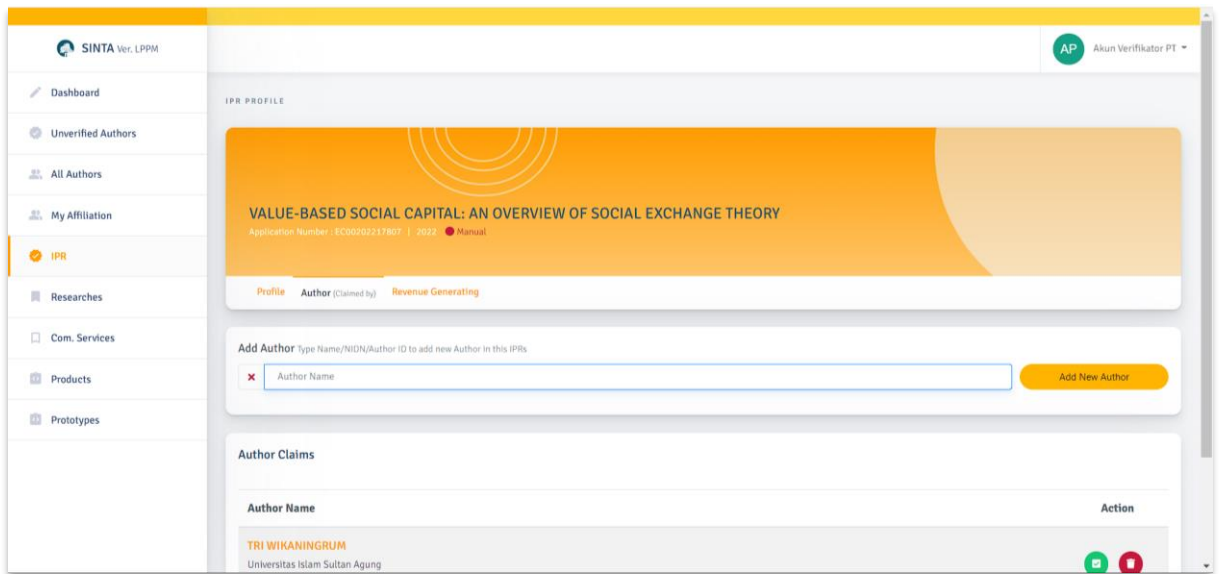 SINTA Ver. LPPM
AP Akun Verifikator PT
Dashboard
Unverified Authors
All Authors
My Affiliation
IPR
Researches
Com. Services
Products
Prototypes
IPR PROFILE
VALUE-BASED SOCIAL CAPITAL: AN OVERVIEW OF SOCIAL EXCHANGE THEORY
Application Number : EC00202217807 | 2022 Manual
Profile Author (Claimed by) Revenue Generating
Add Author Type Name/NIDN/Author ID to add new Author in this IPRs
Author Name Add New Author
Author Claims
Author Name Action
TRI WIKANINGRUM
Universitas Islam Sultan Agung